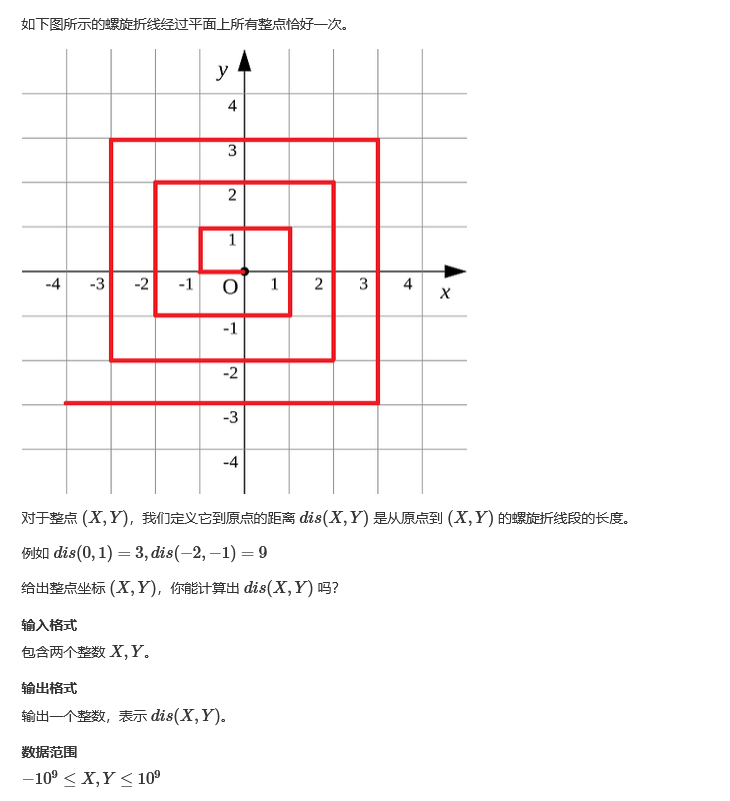 如下图所示的螺旋折线经过平面上所有整点恰好一次。
y
4
3
2
1
-4 -3 -2 -1 O 1 2 3 4 x
-1
-2
-3
-4
对于整点 (X, Y)，我们定义它到原点的距离 dis(X, Y) 是从原点到 (X, Y) 的螺旋折线段的长度。
例如 dis(0, 1) = 3, dis(−2, −1) = 9
给出整点坐标 (X, Y)，你能计算出 dis(X, Y) 吗？
输入格式
包含两个整数 X, Y。
输出格式
输出一个整数，表示 dis(X, Y)。
数据范围
−10⁹ ≤ X, Y ≤ 10⁹